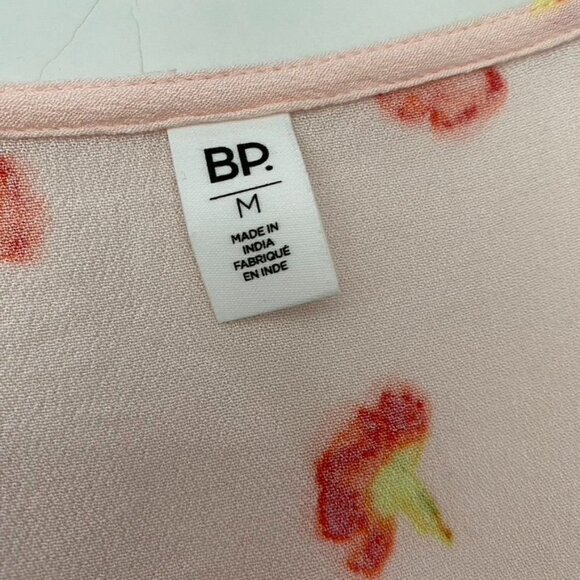 BP.
M
MADE IN
INDIA
FABRIQUÉ
EN INDE